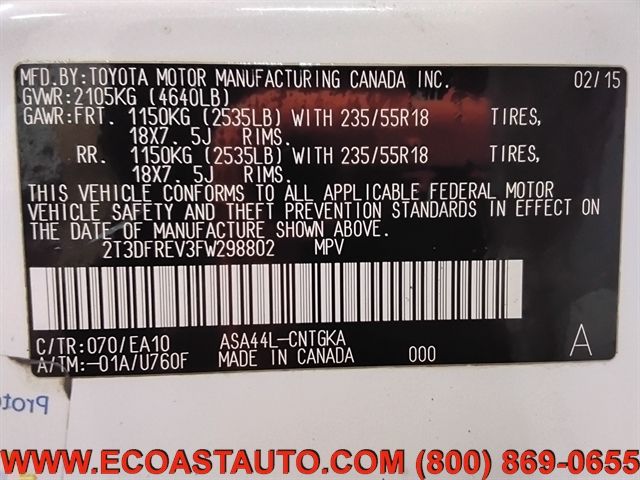 MFD.BY:TOYOTA MOTOR MANUFACTURING CANADA INC. 02/15
GVWR:2105KG (4640LB)
GAWR:FRT. 1150KG (2535LB) WITH 235/55R18 TIRES,
18X7. 5J RIMS.
RR. 1150KG (2535LB) WITH 235/55R18 TIRES,
18X7. 5J RIMS.
THIS VEHICLE CONFORMS TO ALL APPLICABLE FEDERAL MOTOR
VEHICLE SAFETY AND THEFT PREVENTION STANDARDS IN EFFECT ON
THE DATE OF MANUFACTURE SHOWN ABOVE.
2T3DFREV3FW298802 MPV
C/TR:070/EA10 ASA44L-CNTGKA
A/TM:-01A/U760F MADE IN CANADA 000 A
WWW.ECOASTAUTO.COM (800) 869-0655